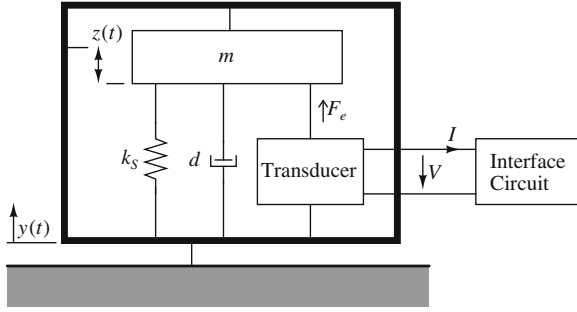 z(t)
m
F_e
k_S
d
Transducer
I
V
Interface
Circuit
y(t)